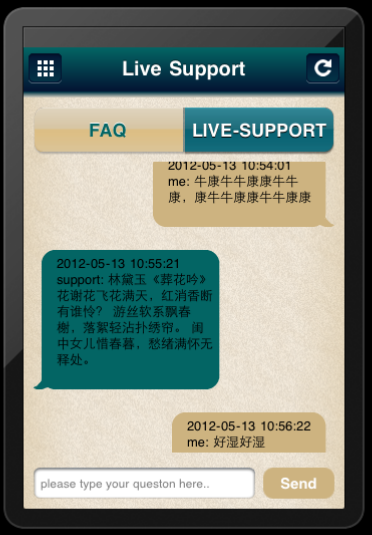 Live Support
FAQ
LIVE-SUPPORT
2012-05-13 10:54:01
me: 牛康牛牛康康牛牛
康，康牛牛康康牛牛康康
2012-05-13 10:55:21
support: 林黛玉《葬花吟》
花谢花飞花满天，红消香断
有谁怜？ 游丝软系飘春
榭，落絮轻沾扑绣帘。 闺
中女儿惜春暮，愁绪满怀无
释处。
2012-05-13 10:56:22
me: 好湿好湿
please type your queston here..
Send